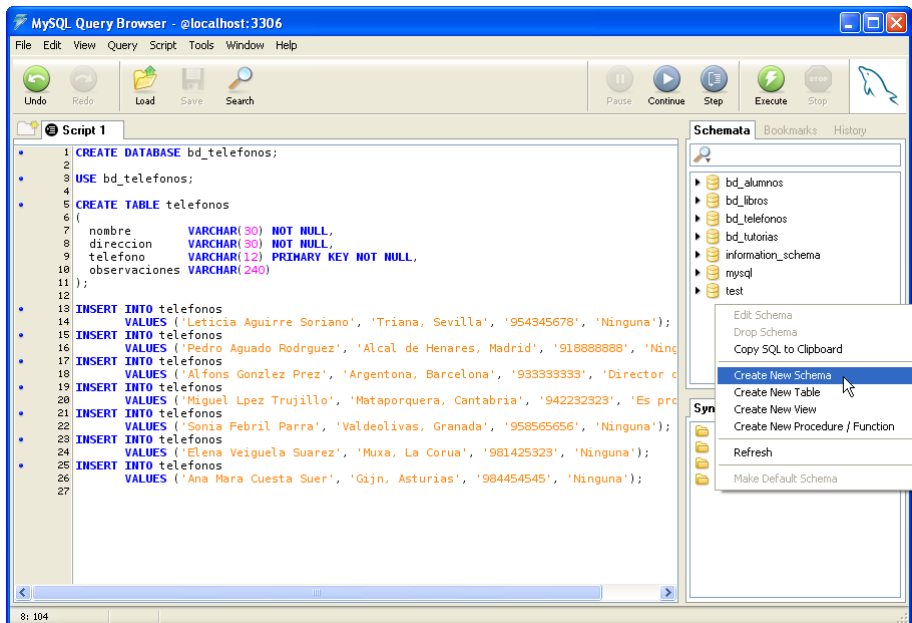 MySQL Query Browser - @localhost:3306
File Edit View Query Script Tools Window Help
Undo Redo Load Save Search Pause Continue Step Execute Stop
Script 1
Schemata Bookmarks History
1 CREATE DATABASE bd_telefonos;
2
3 USE bd_telefonos;
4
5 CREATE TABLE telefonos
6 (
7 nombre VARCHAR(30) NOT NULL,
8 direccion VARCHAR(30) NOT NULL,
9 telefono VARCHAR(12) PRIMARY KEY NOT NULL,
10 observaciones VARCHAR(240)
11 );
12
13 INSERT INTO telefonos
14 VALUES ('Leticia Aguirre Soriano', 'Triana, Sevilla', '954345678', 'Ninguna');
15 INSERT INTO telefonos
16 VALUES ('Pedro Aguado Rodrguez', 'Alcal de Henares, Madrid', '918888888', 'Ning
17 INSERT INTO telefonos
18 VALUES ('Alfons Gonzlez Prez', 'Argentona, Barcelona', '933333333', 'Director
19 INSERT INTO telefonos
20 VALUES ('Miguel Lpez Trujillo', 'Mataporquera, Cantabria', '942232323', 'Es pro
21 INSERT INTO telefonos
22 VALUES ('Sonia Febril Parra', 'Valdeolivas, Granada', '958565656', 'Ninguna');
23 INSERT INTO telefonos
24 VALUES ('Elena Veiguela Suarez', 'Muxa, La Corua', '981425323', 'Ninguna');
25 INSERT INTO telefonos
26 VALUES ('Ana Mara Cuesta Suer', 'Gijn, Asturias', '984454545', 'Ninguna');
27
bd_alumnos
bd_libros
bd_telefonos
bd_tutorias
information_schema
mysql
test
Edit Schema
Drop Schema
Copy SQL to Clipboard
Create New Schema
Create New Table
Create New View
Create New Procedure / Function
Refresh
Make Default Schema
Syn
8: 104